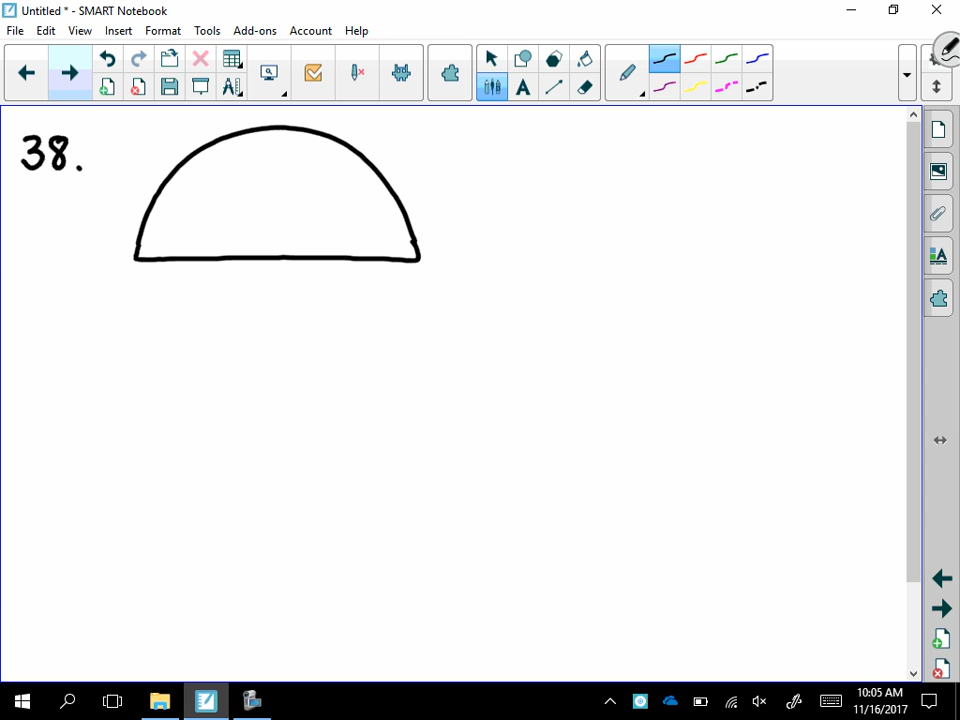 Untitled * - SMART Notebook
File Edit View Insert Format Tools Add-ons Account Help
38.
10:05 AM
11/16/2017